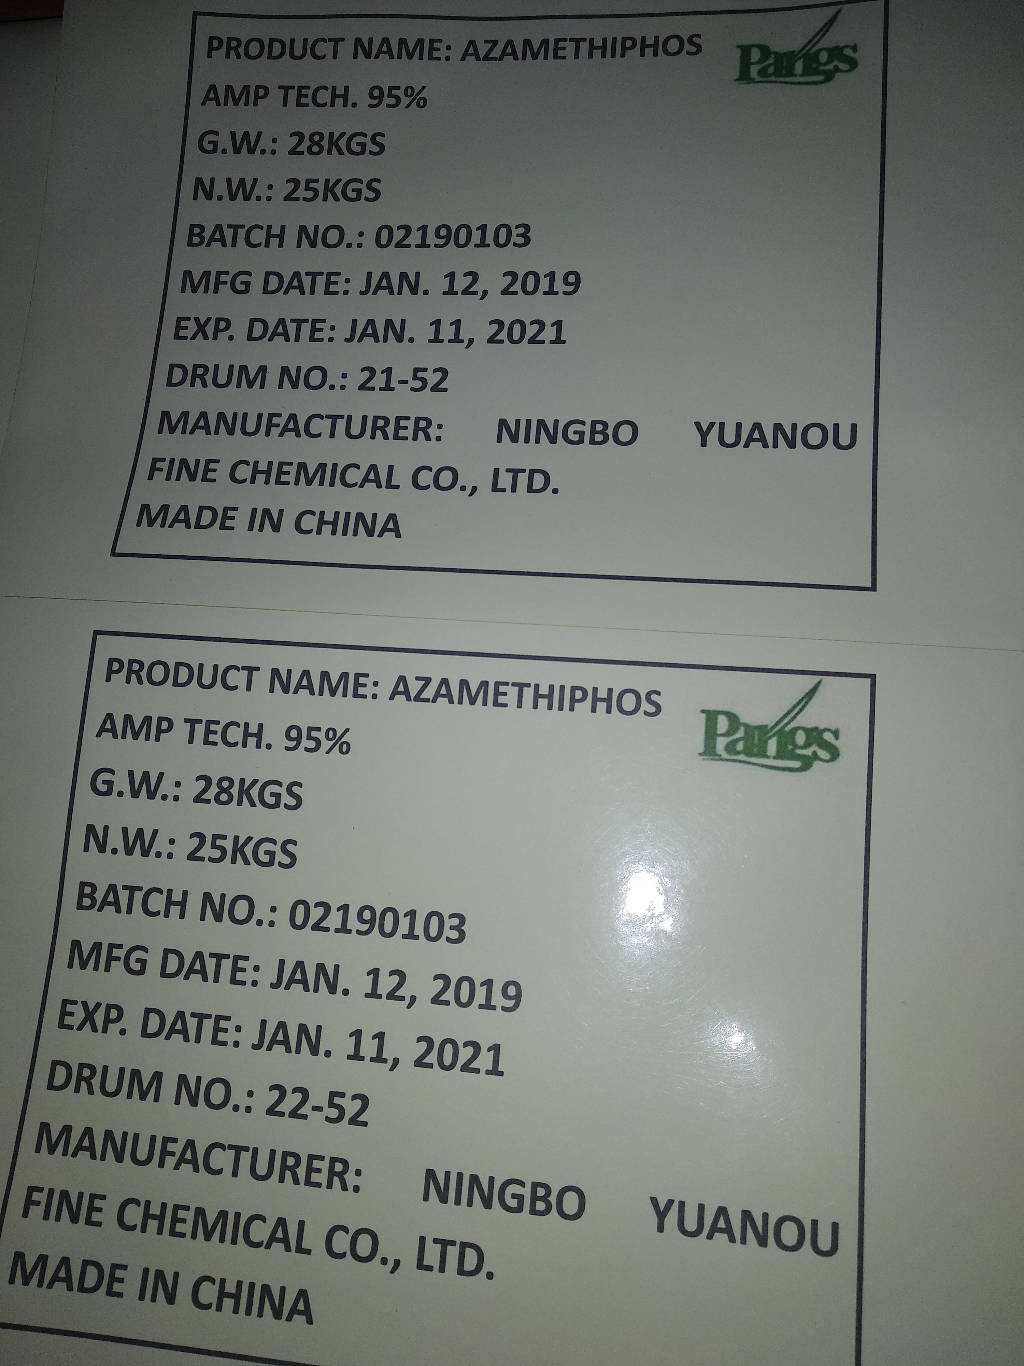 PRODUCT NAME: AZAMETHIPHOS
Pangs
AMP TECH. 95%
G.W.: 28KGS
N.W.: 25KGS
BATCH NO.: 02190103
MFG DATE: JAN. 12, 2019
EXP. DATE: JAN. 11, 2021
DRUM NO.: 21-52
MANUFACTURER: NINGBO YUANOU
FINE CHEMICAL CO., LTD.
MADE IN CHINA
PRODUCT NAME: AZAMETHIPHOS
Pangs
AMP TECH. 95%
G.W.: 28KGS
N.W.: 25KGS
BATCH NO.: 02190103
MFG DATE: JAN. 12, 2019
EXP. DATE: JAN. 11, 2021
DRUM NO.: 22-52
MANUFACTURER: NINGBO YUANOU
FINE CHEMICAL CO., LTD.
MADE IN CHINA